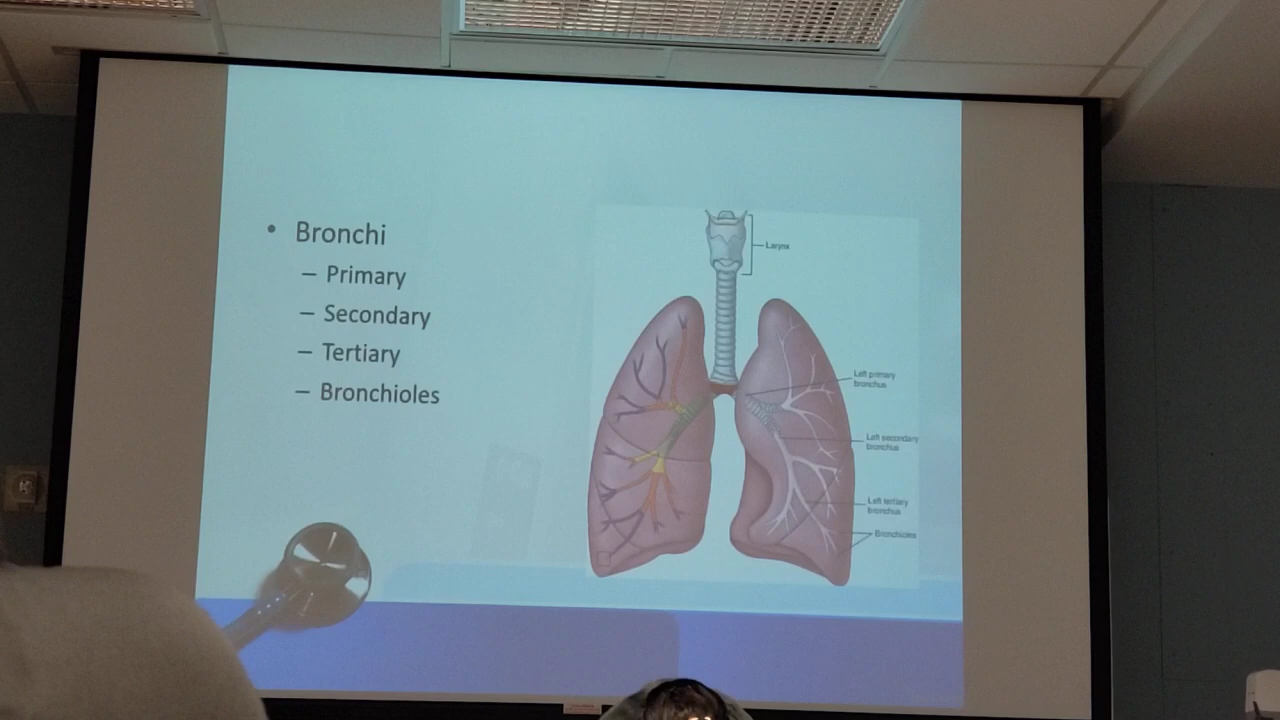 • Bronchi
– Primary
– Secondary
– Tertiary
– Bronchioles
Larynx
Left primary
bronchus
Left secondary
bronchus
Left tertiary
bronchus
Bronchioles